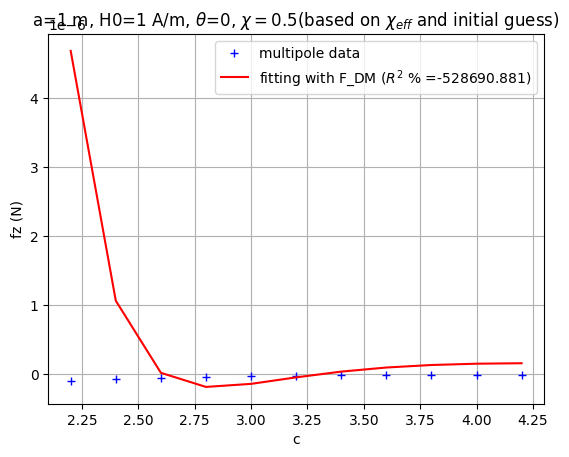 a=1 m, H0=1 A/m, θ=0, χ = 0.5(based on χeff and initial guess)
1e−6
multipole data
fitting with F_DM (R² % =-528690.881)
4
3
2
1
0
fz (N)
2.25 2.50 2.75 3.00 3.25 3.50 3.75 4.00 4.25
c